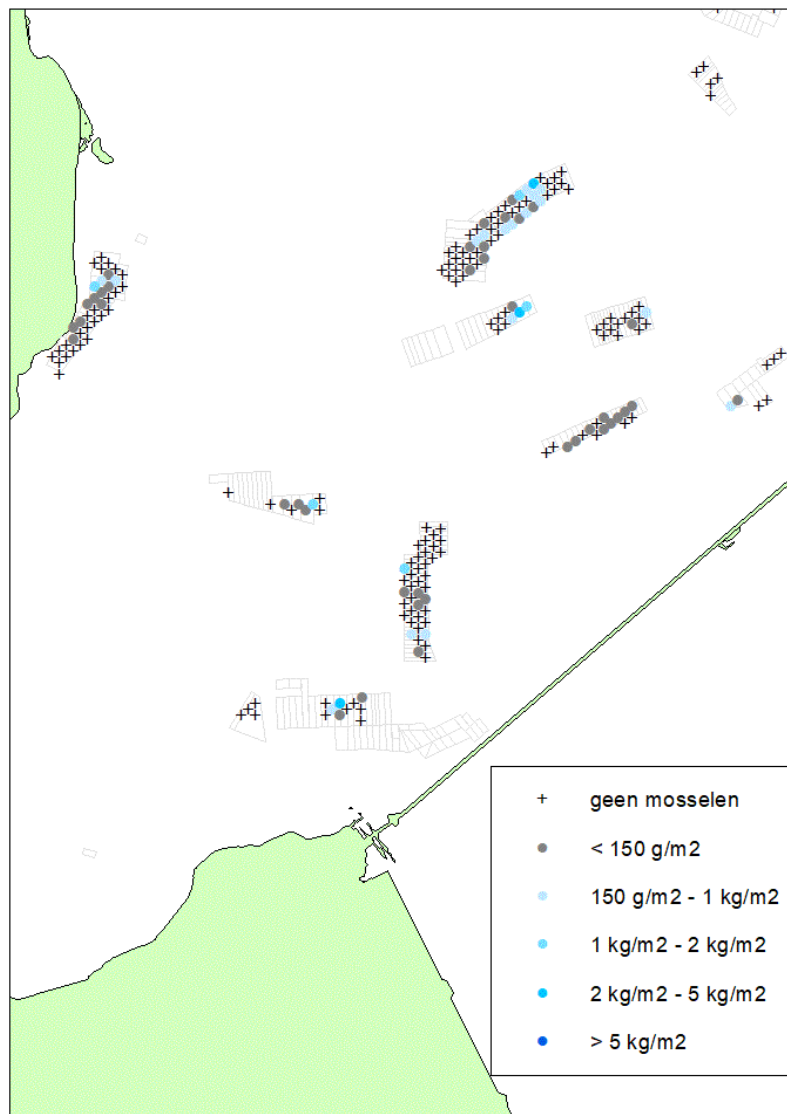 geen mosselen
< 150 g/m2
150 g/m2 - 1 kg/m2
1 kg/m2 - 2 kg/m2
2 kg/m2 - 5 kg/m2
> 5 kg/m2